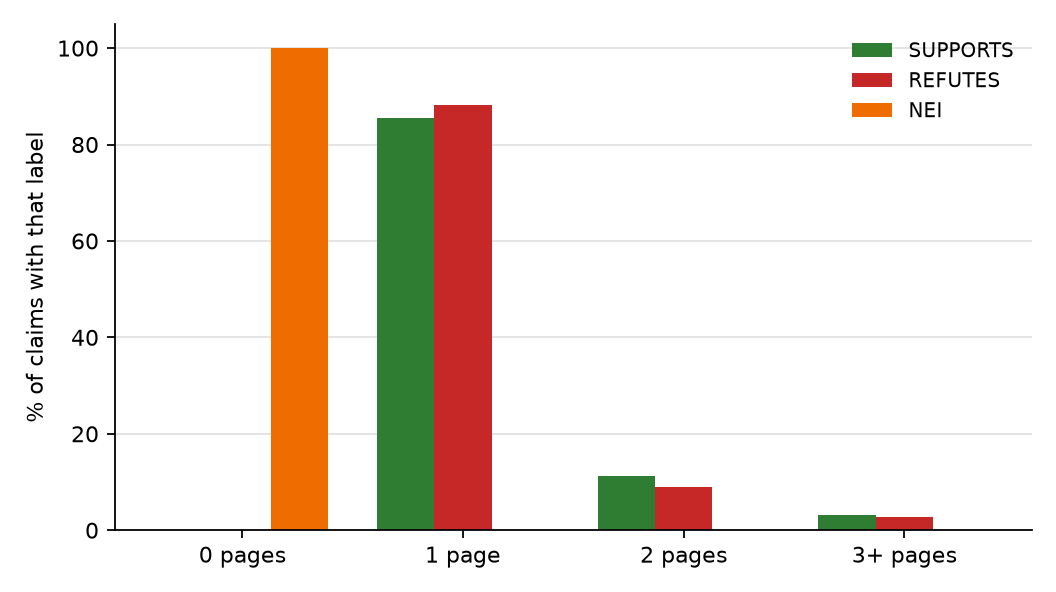 % of claims with that label
100
80
60
40
20
0
SUPPORTS
REFUTES
NEI
0 pages
1 page
2 pages
3+ pages